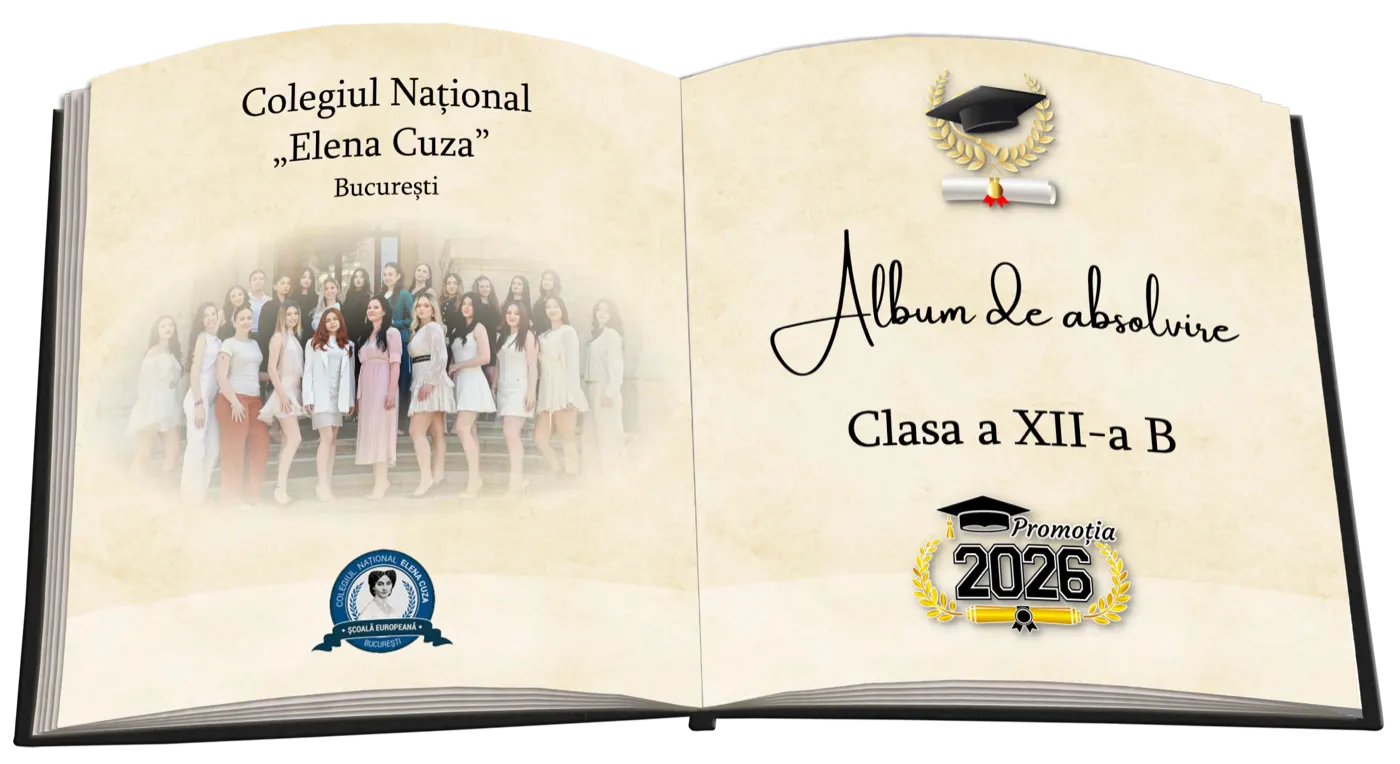 Colegiul Național
„Elena Cuza”
București
COLEGIUL NAȚIONAL ELENA CUZA
• ȘCOALĂ EUROPEANĂ •
BUCUREȘTI
Album de absolvire
Clasa a XII-a B
Promoția
2026